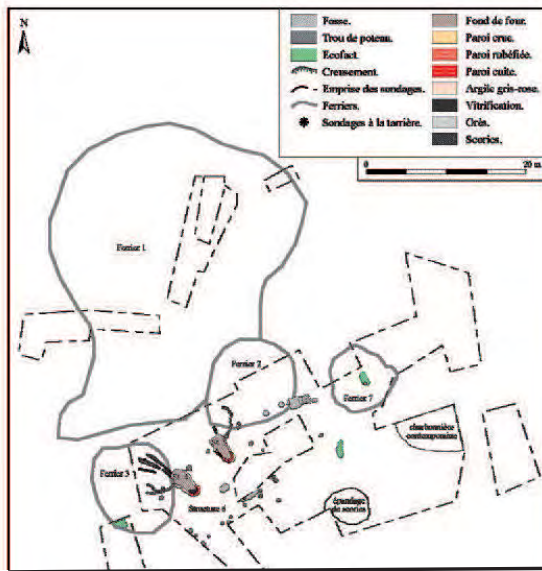 N
Fosse.
Trou de poteau.
Ecofact.
Creusement.
Emprise des sondages.
Ferriers.
Sondages à la tarrière.
Fond de four.
Paroi crue.
Paroi rubéfiée.
Paroi cuite.
Argile gris-rose.
Vitrification.
Grès.
Scories.
0
20 m
Ferrier 1
Ferrier 2
Ferrier 7
charbonnière
contemporaine
Ferrier 3
Structure
épandage
de scories